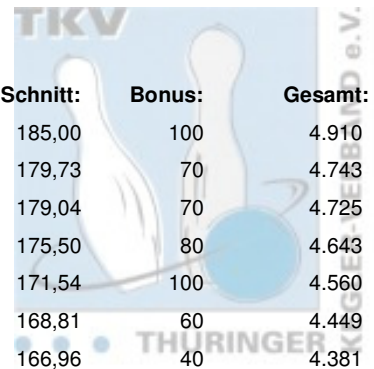 TKV
Schnitt: Bonus: Gesamt:
185,00 100 4.910
179,73 70 4.743
179,04 70 4.725
175,50 80 4.643
171,54 100 4.560
168,81 60 4.449
166,96 40 4.381
THÜRINGER
KEGLER-VERBAND e.V.